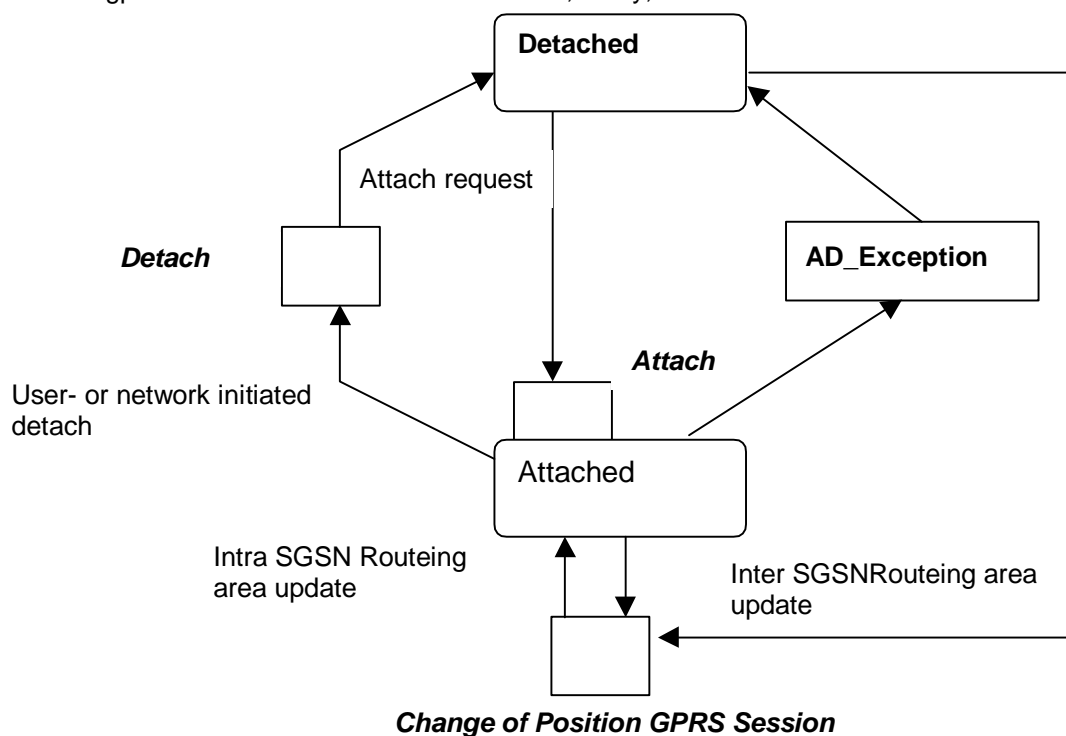 Detached
Attach request
Detach
AD_Exception
Attach
User- or network initiated
detach
Attached
Intra SGSN Routeing
area update
Inter SGSNRouteing area
update
Change of Position GPRS Session